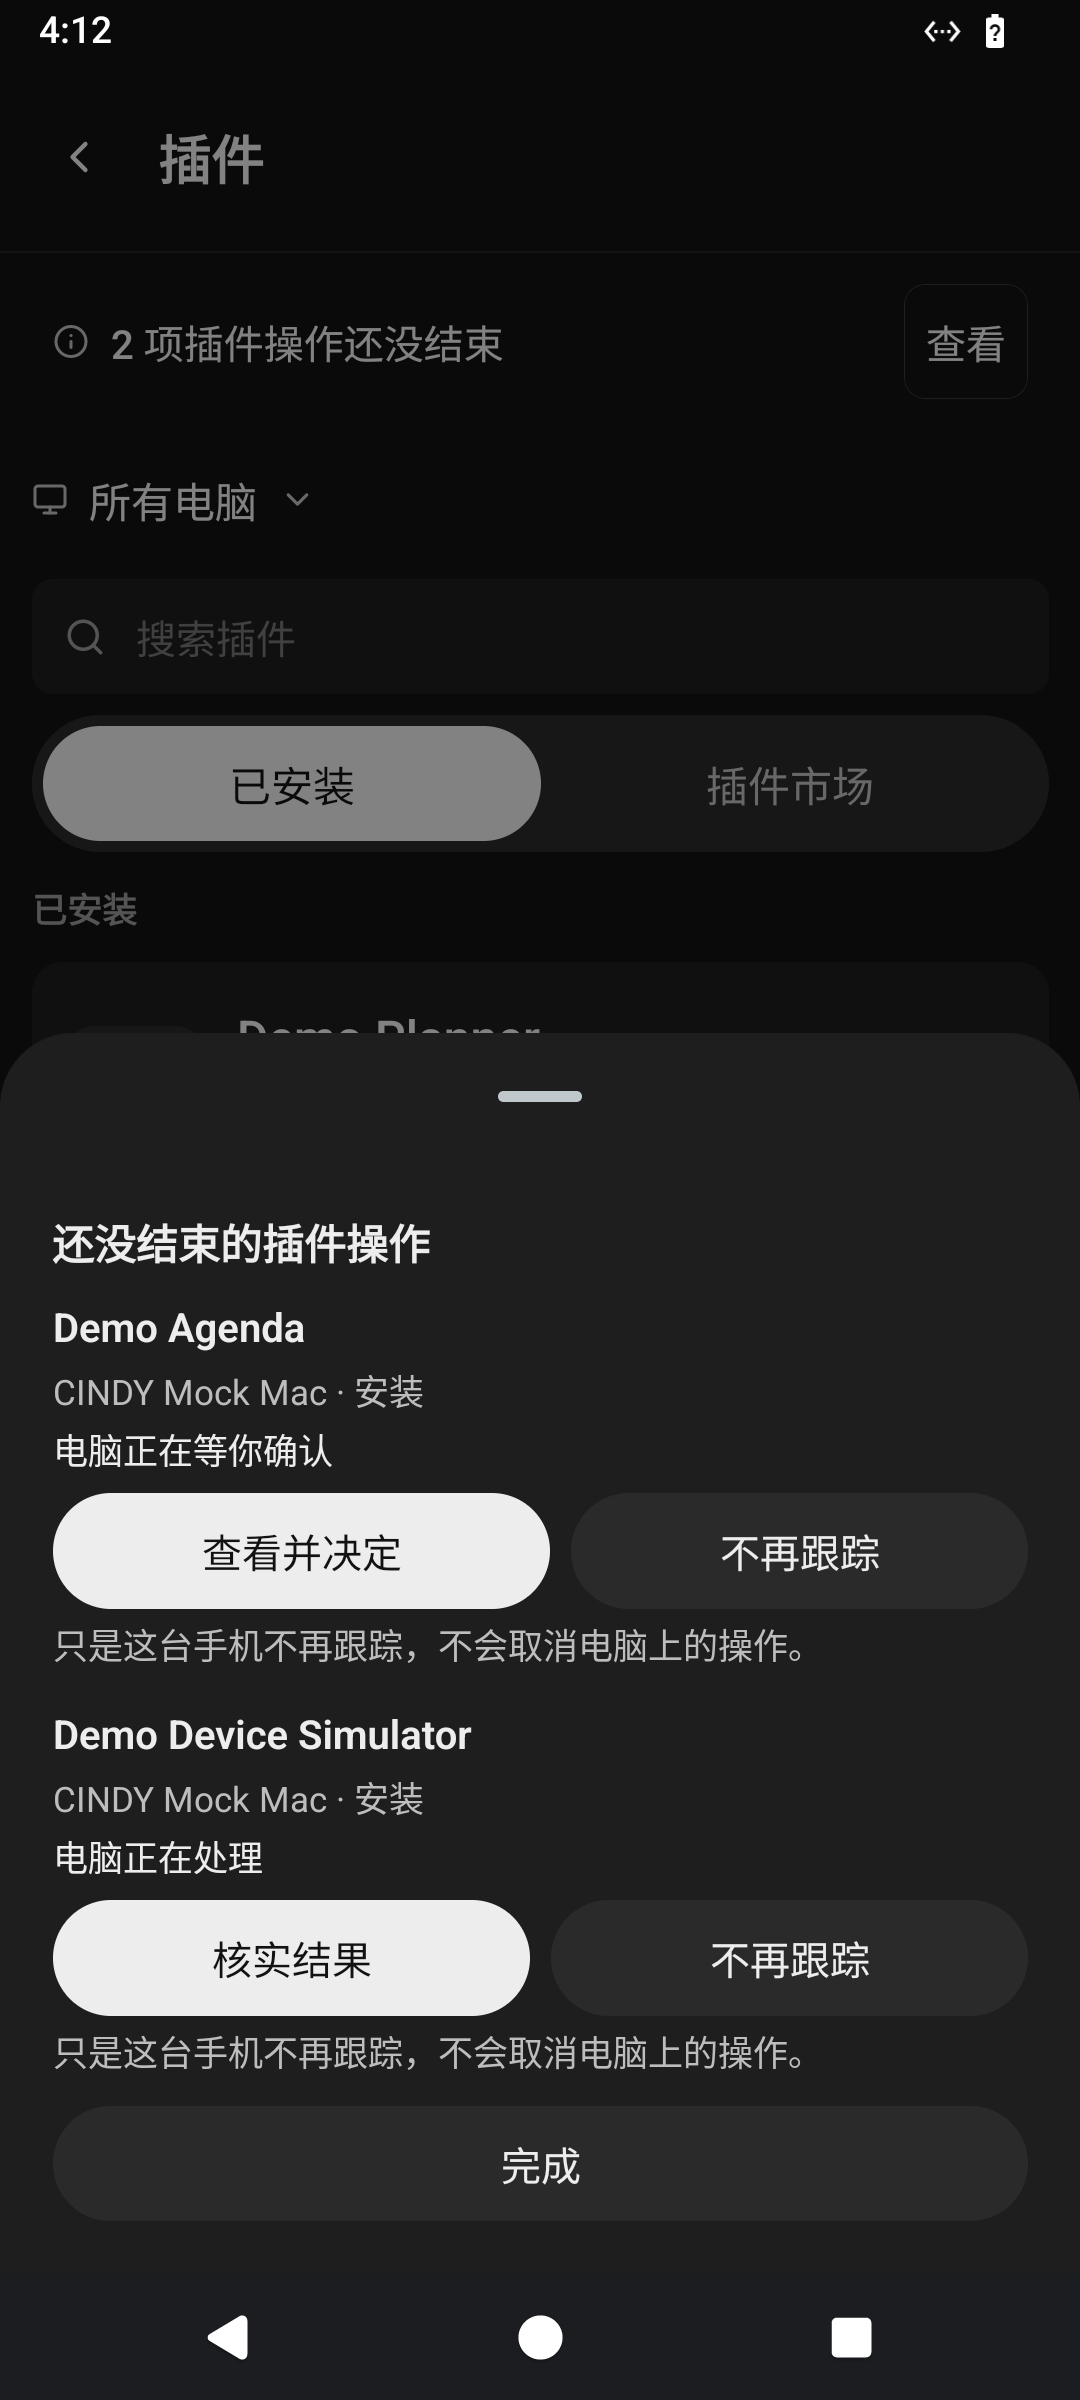 4:12
插件
2 项插件操作还没结束
查看
所有电脑
搜索插件
已安装
插件市场
已安装
Demo Planner
还没结束的插件操作
Demo Agenda
CINDY Mock Mac · 安装
电脑正在等你确认
查看并决定
不再跟踪
只是这台手机不再跟踪，不会取消电脑上的操作。
Demo Device Simulator
CINDY Mock Mac · 安装
电脑正在处理
核实结果
不再跟踪
只是这台手机不再跟踪，不会取消电脑上的操作。
完成